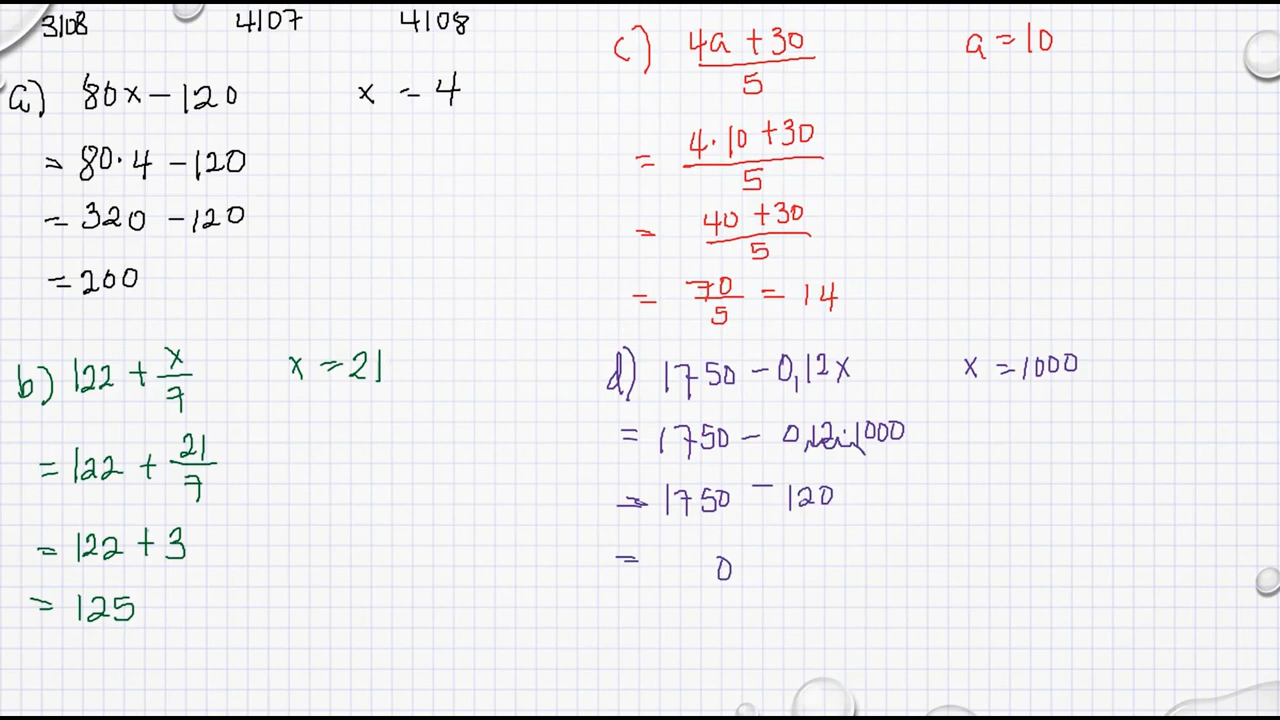 3108 4107 4108
a) 80x - 120 x = 4
= 80·4 - 120
= 320 - 120
= 200
b) 122 + x/7 x = 21
= 122 + 21/7
= 122 + 3
= 125
c) (4a + 30)/5 a = 10
= (4·10 + 30)/5
= (40 + 30)/5
= 70/5 = 14
d) 1750 - 0,12x x = 1000
= 1750 - 0,12·1000
= 1750 - 120
= 0